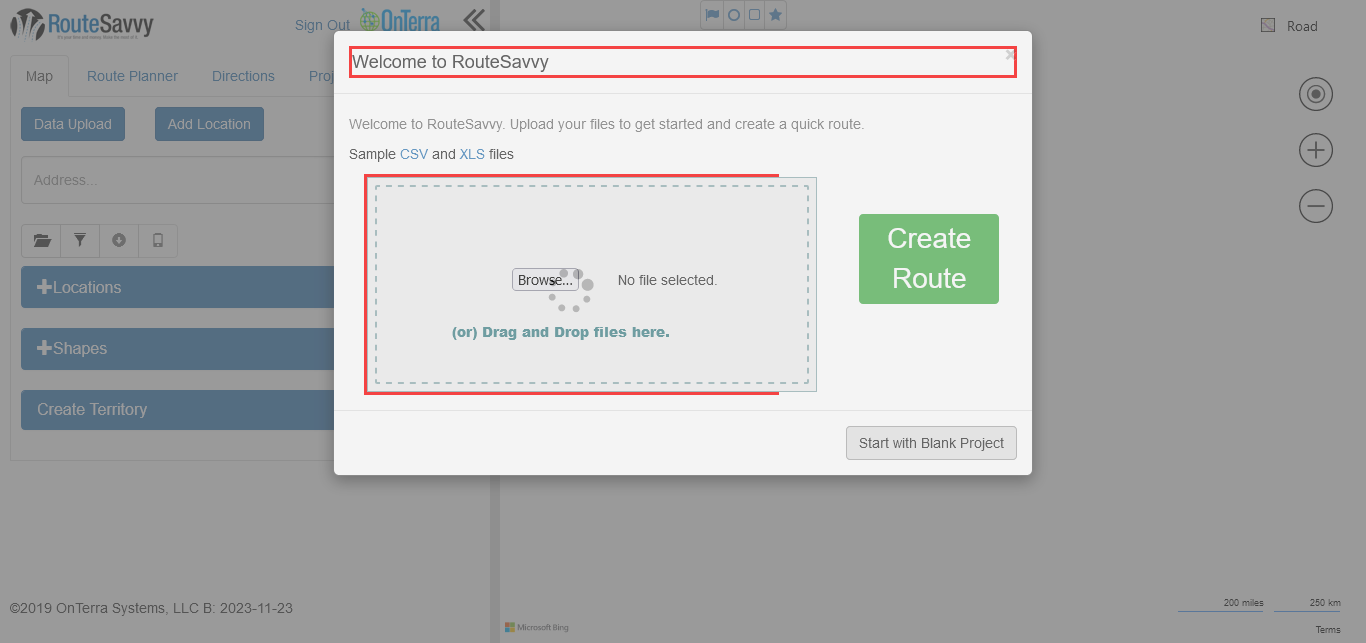 RouteSavvy
Sign Out
OnTerra
Road
Map
Route Planner
Directions
Proj
Data Upload
Add Location
Address...
Locations
Shapes
Create Territory
Welcome to RouteSavvy
×
Welcome to RouteSavvy. Upload your files to get started and create a quick route.
Sample CSV and XLS files
Browse...
No file selected.
(or) Drag and Drop files here.
Create
Route
Start with Blank Project
©2019 OnTerra Systems, LLC B: 2023-11-23
Microsoft Bing
200 miles
250 km
Terms